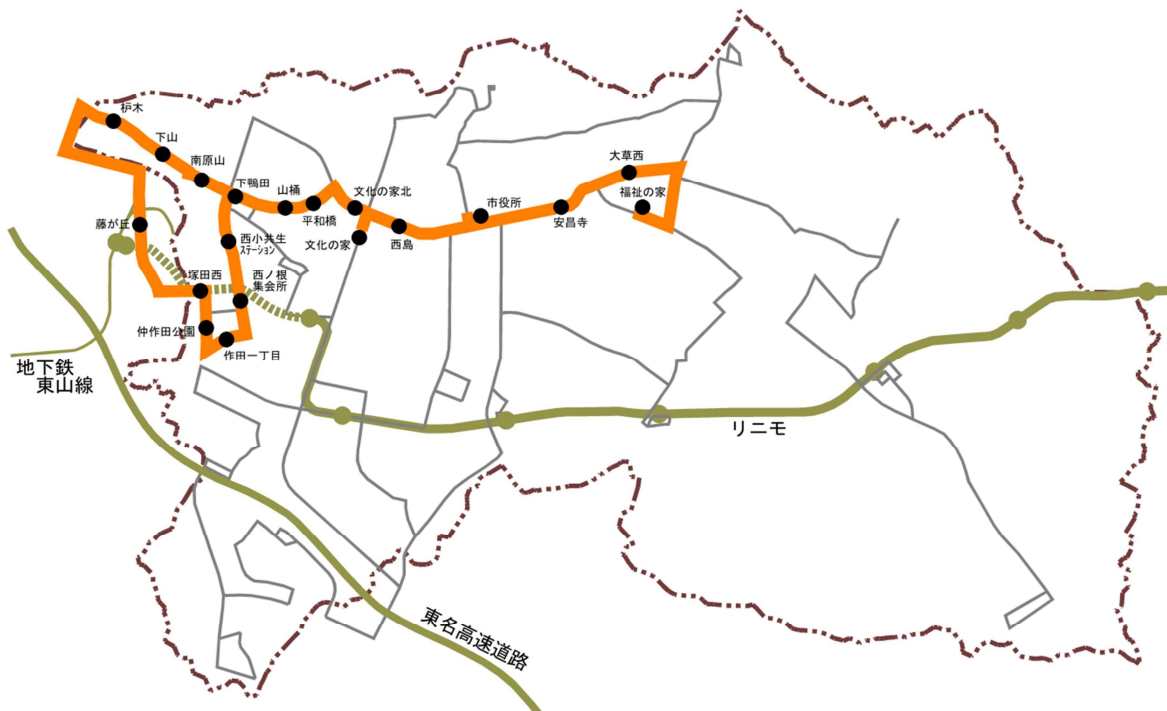 枦木
下山
南原山
下鴨田
山桶
平和橋
文化の家北
文化の家
西島
市役所
安昌寺
大草西
福祉の家
藤が丘
西小共生
ステーション
塚田西
西ノ根
集会所
仲作田公園
作田一丁目
地下鉄
東山線
リニモ
東名高速道路